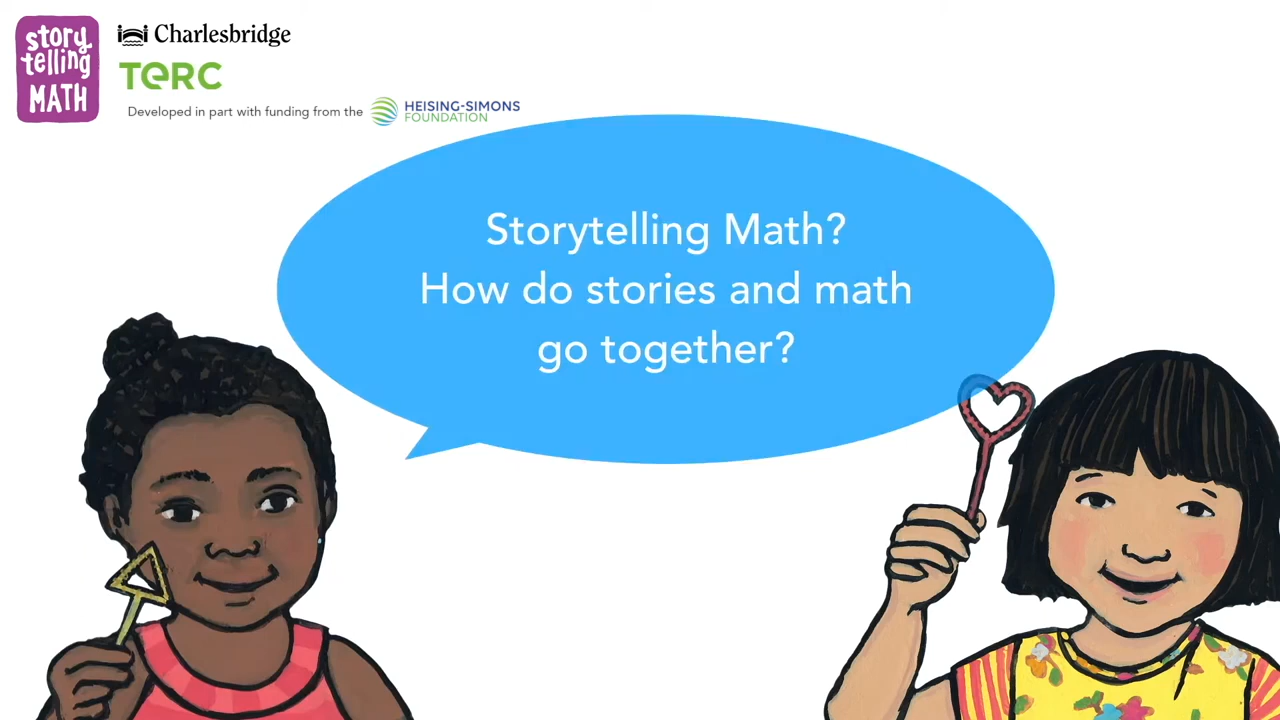 story
telling
MATH
Charlesbridge
TERC
Developed in part with funding from the
HEISING-SIMONS
FOUNDATION
Storytelling Math?
How do stories and math
go together?